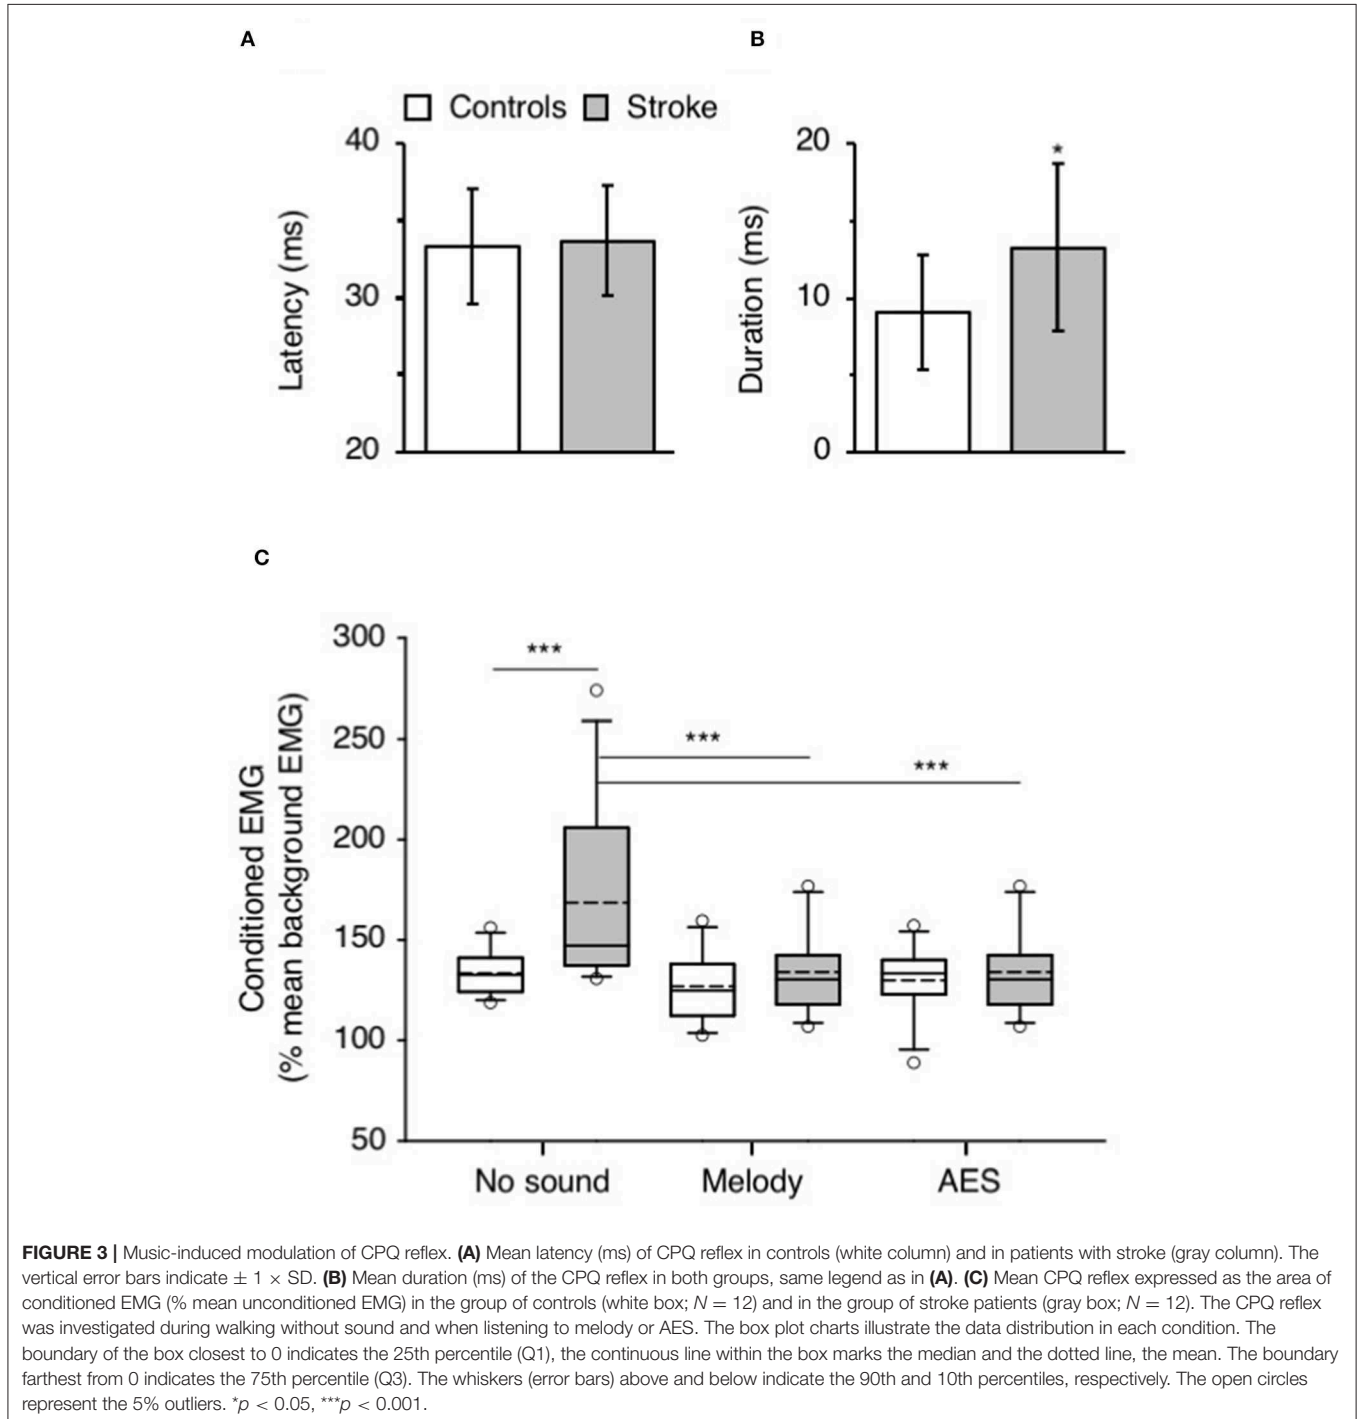 A
B
Controls Stroke
40
30
20
Latency (ms)
20
10
0
Duration (ms)
*
C
300
250
200
150
100
50
Conditioned EMG
(% mean background EMG)
***
***
***
No sound Melody AES
FIGURE 3 | Music-induced modulation of CPQ reflex. (A) Mean latency (ms) of CPQ reflex in controls (white column) and in patients with stroke (gray column). The
vertical error bars indicate ± 1 × SD. (B) Mean duration (ms) of the CPQ reflex in both groups, same legend as in (A). (C) Mean CPQ reflex expressed as the area of
conditioned EMG (% mean unconditioned EMG) in the group of controls (white box; N = 12) and in the group of stroke patients (gray box; N = 12). The CPQ reflex
was investigated during walking without sound and when listening to melody or AES. The box plot charts illustrate the data distribution in each condition. The
boundary of the box closest to 0 indicates the 25th percentile (Q1), the continuous line within the box marks the median and the dotted line, the mean. The boundary
farthest from 0 indicates the 75th percentile (Q3). The whiskers (error bars) above and below indicate the 90th and 10th percentiles, respectively. The open circles
represent the 5% outliers. *p < 0.05, ***p < 0.001.